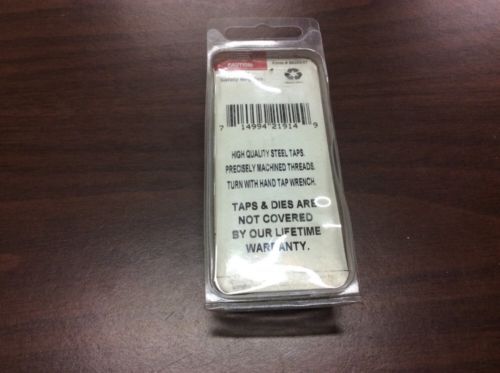 CAUTION
7 14994 21914 9
HIGH QUALITY STEEL TAPS.
PRECISELY MACHINED THREADS.
TURN WITH HAND TAP WRENCH.
TAPS & DIES ARE
NOT COVERED
BY OUR LIFETIME
WARRANTY.